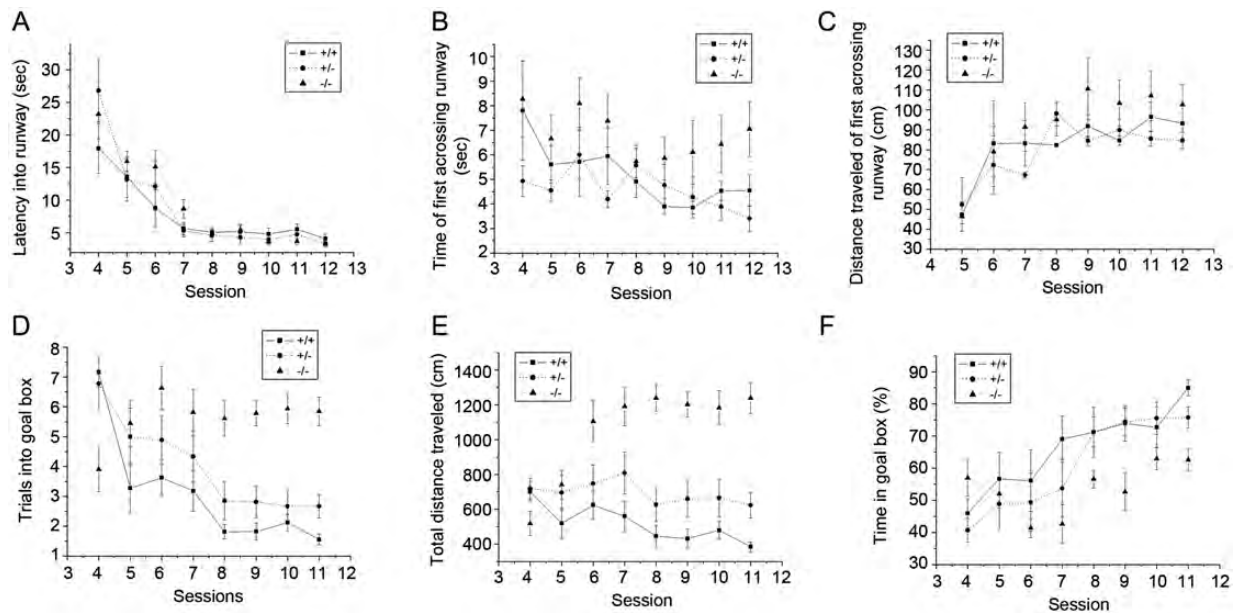 A
Latency into runway (sec)
30
25
20
15
10
5
3 4 5 6 7 8 9 10 11 12 13
Session
+/+
+/-
-/-
B
Time of first acrossing runway
(sec)
10
9
8
7
6
5
4
3
2
3 4 5 6 7 8 9 10 11 12 13
Session
+/+
+/-
-/-
C
Distance traveled of first acrossing
runway (cm)
130
120
110
100
90
80
70
60
50
40
30
4 5 6 7 8 9 10 11 12 13
Session
+/+
+/-
-/-
D
Trials into goal box
8
7
6
5
4
3
2
1
3 4 5 6 7 8 9 10 11 12
Sessions
+/+
+/-
-/-
E
Total distance traveled (cm)
1400
1200
1000
800
600
400
3 4 5 6 7 8 9 10 11 12
Session
+/+
+/-
-/-
F
Time in goal box (%)
90
80
70
60
50
40
30
3 4 5 6 7 8 9 10 11 12
Session
+/+
+/-
-/-